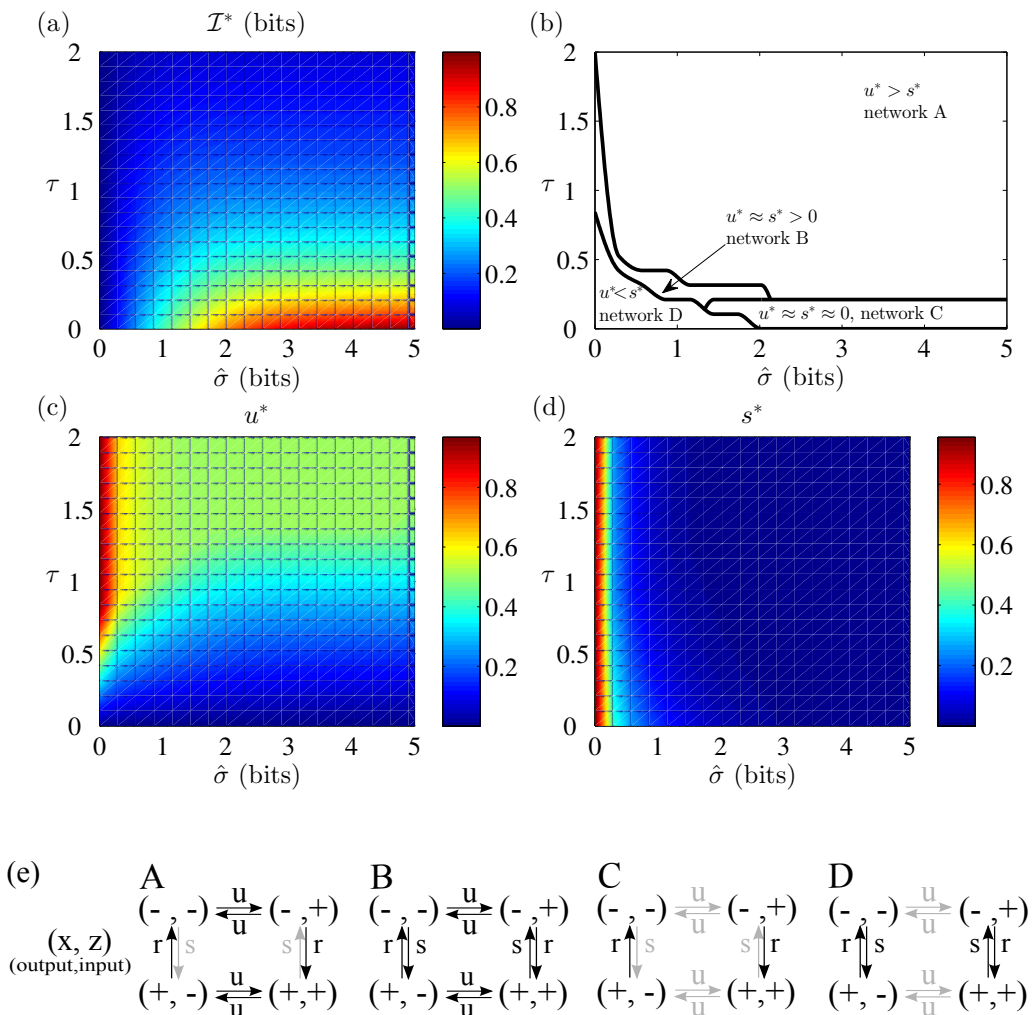 (a)
𝓘* (bits)
2
1.5
τ 1
0.5
0
0 1 2 3 4 5
σ̂ (bits)
0.8
0.6
0.4
0.2
(b)
2
1.5
τ 1
0.5
0
0 1 2 3 4 5
σ̂ (bits)
u* > s*
network A
u* ≈ s* > 0
network B
u* < s*
network D
u* ≈ s* ≈ 0, network C
(c)
u*
2
1.5
τ 1
0.5
0
0 1 2 3 4 5
σ̂ (bits)
0.8
0.6
0.4
0.2
(d)
s*
2
1.5
τ 1
0.5
0
0 1 2 3 4 5
σ̂ (bits)
0.8
0.6
0.4
0.2
(e)
(x, z)
(output,input)
A
(- , -) u (- ,+)
u
r s s r
(+, -) u (+,+)
u
B
(- , -) u (- ,+)
u
r s s r
(+, -) u (+,+)
u
C
(- , -) u (- ,+)
u
r s s r
(+, -) u (+,+)
u
D
(- , -) u (- ,+)
u
r s s r
(+, -) u (+,+)
u